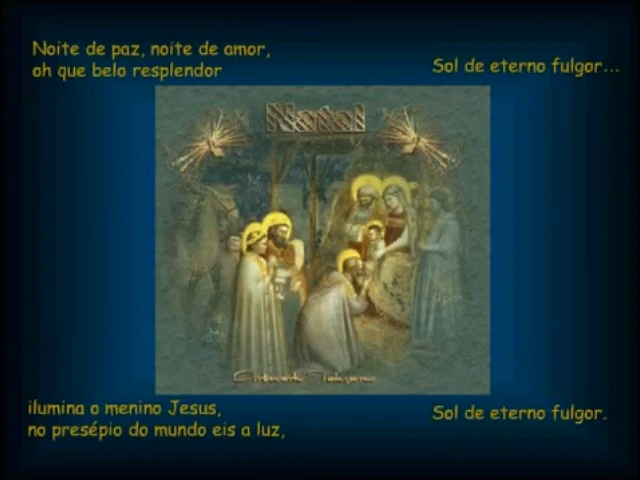 Noite de paz, noite de amor,
oh que belo resplendor
Sol de eterno fulgor...
Natal
ilumina o menino Jesus,
no presépio do mundo eis a luz,
Sol de eterno fulgor.